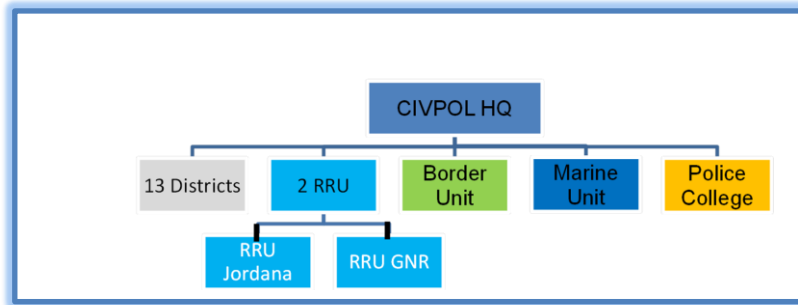 CIVPOL HQ
13 Districts
2 RRU
Border
Unit
Marine
Unit
Police
College
RRU
Jordana
RRU GNR